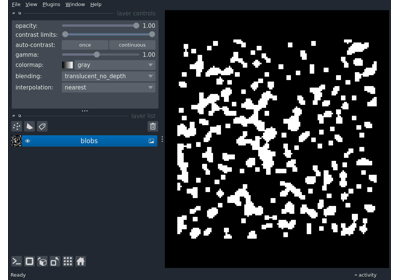 File View Plugins Window Help
layer controls
opacity: 1.00
contrast limits:
auto-contrast: once continuous
gamma: 1.00
colormap: gray
blending: translucent_no_depth
interpolation: nearest
layer list
blobs
Ready activity